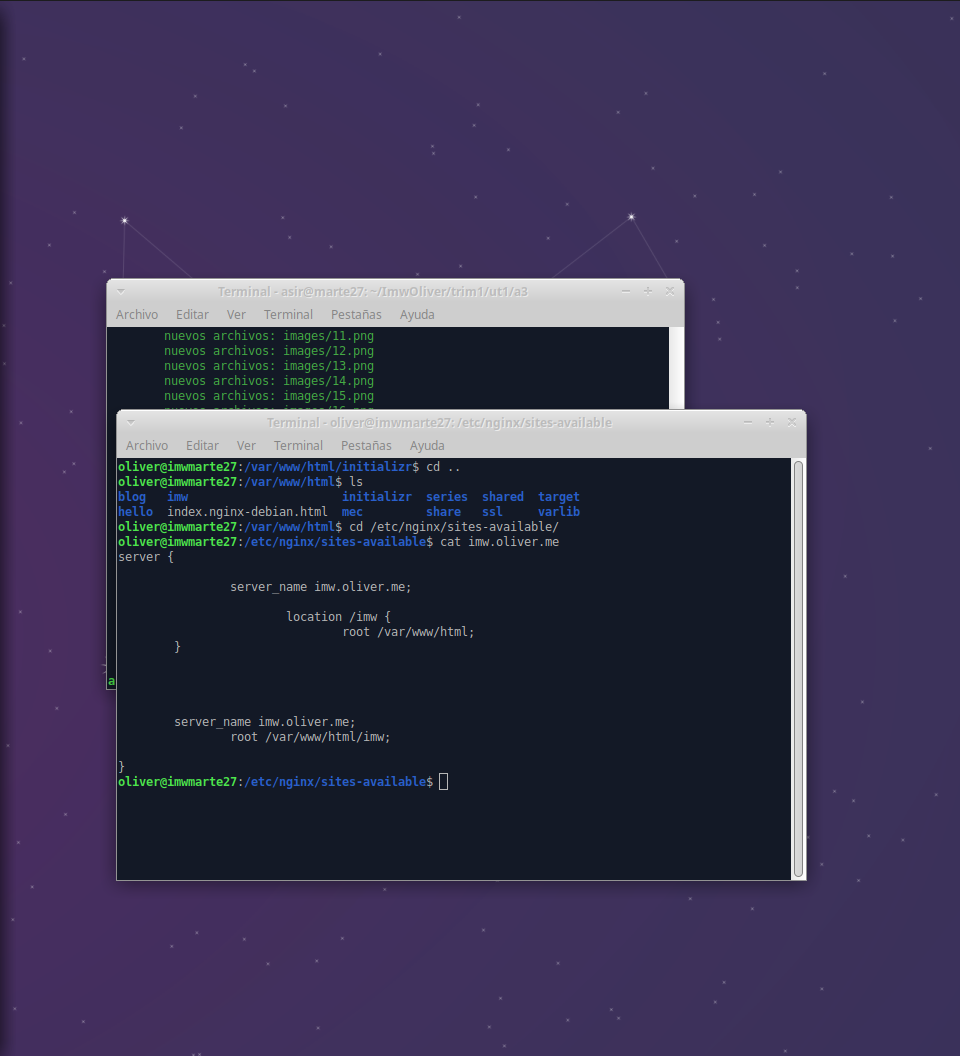 Terminal - asir@marte27: ~/ImwOliver/trim1/ut1/a3
Archivo Editar Ver Terminal Pestañas Ayuda
nuevos archivos: images/11.png
nuevos archivos: images/12.png
nuevos archivos: images/13.png
nuevos archivos: images/14.png
nuevos archivos: images/15.png
Terminal - oliver@imwmarte27: /etc/nginx/sites-available
Archivo Editar Ver Terminal Pestañas Ayuda
oliver@imwmarte27:/var/www/html/initializr$ cd ..
oliver@imwmarte27:/var/www/html$ ls
blog imw initializr series shared target
hello index.nginx-debian.html mec share ssl varlib
oliver@imwmarte27:/var/www/html$ cd /etc/nginx/sites-available/
oliver@imwmarte27:/etc/nginx/sites-available$ cat imw.oliver.me
server {
server_name imw.oliver.me;
location /imw {
root /var/www/html;
}
server_name imw.oliver.me;
root /var/www/html/imw;
}
oliver@imwmarte27:/etc/nginx/sites-available$